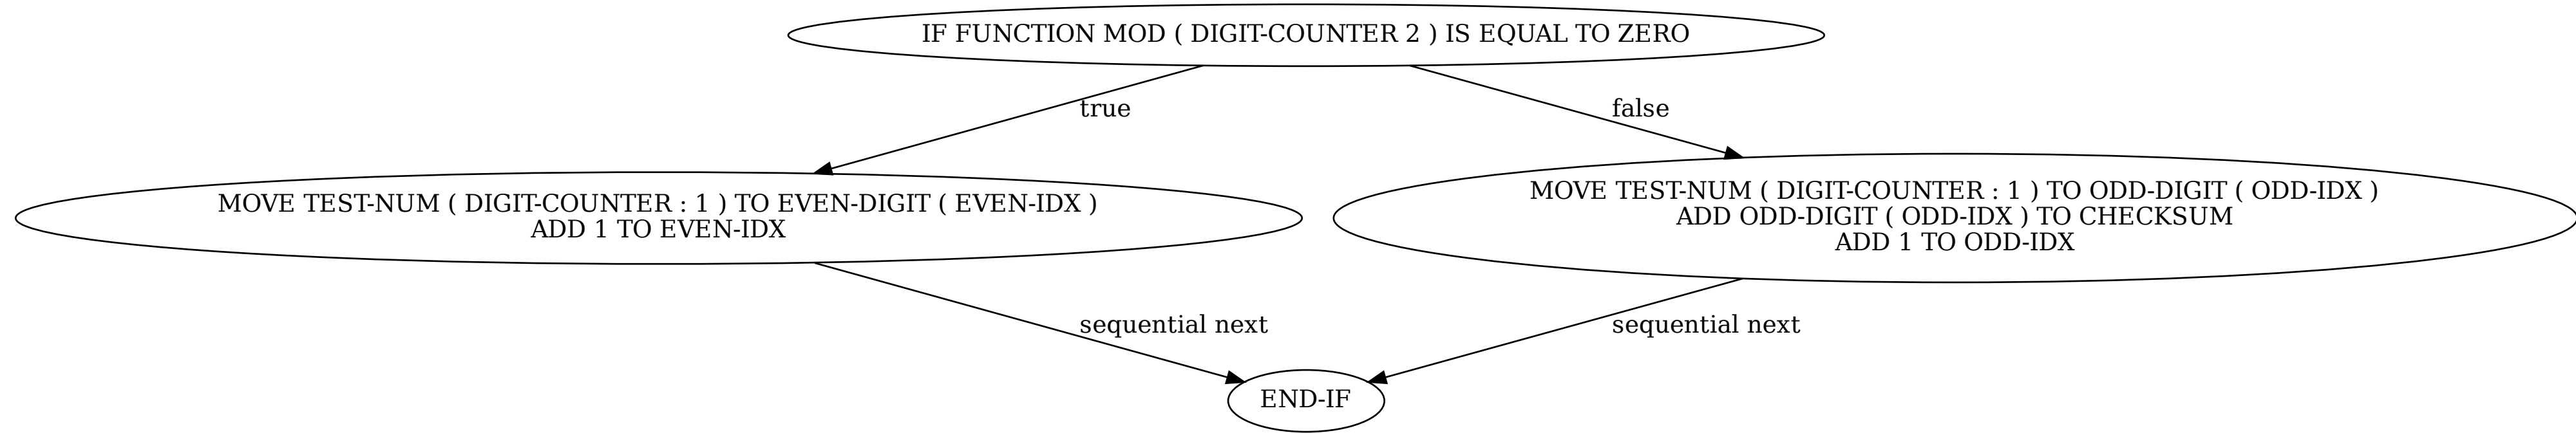 IF FUNCTION MOD ( DIGIT-COUNTER 2 ) IS EQUAL TO ZERO
true
false
MOVE TEST-NUM ( DIGIT-COUNTER : 1 ) TO EVEN-DIGIT ( EVEN-IDX )
ADD 1 TO EVEN-IDX
MOVE TEST-NUM ( DIGIT-COUNTER : 1 ) TO ODD-DIGIT ( ODD-IDX )
ADD ODD-DIGIT ( ODD-IDX ) TO CHECKSUM
ADD 1 TO ODD-IDX
sequential next
sequential next
END-IF